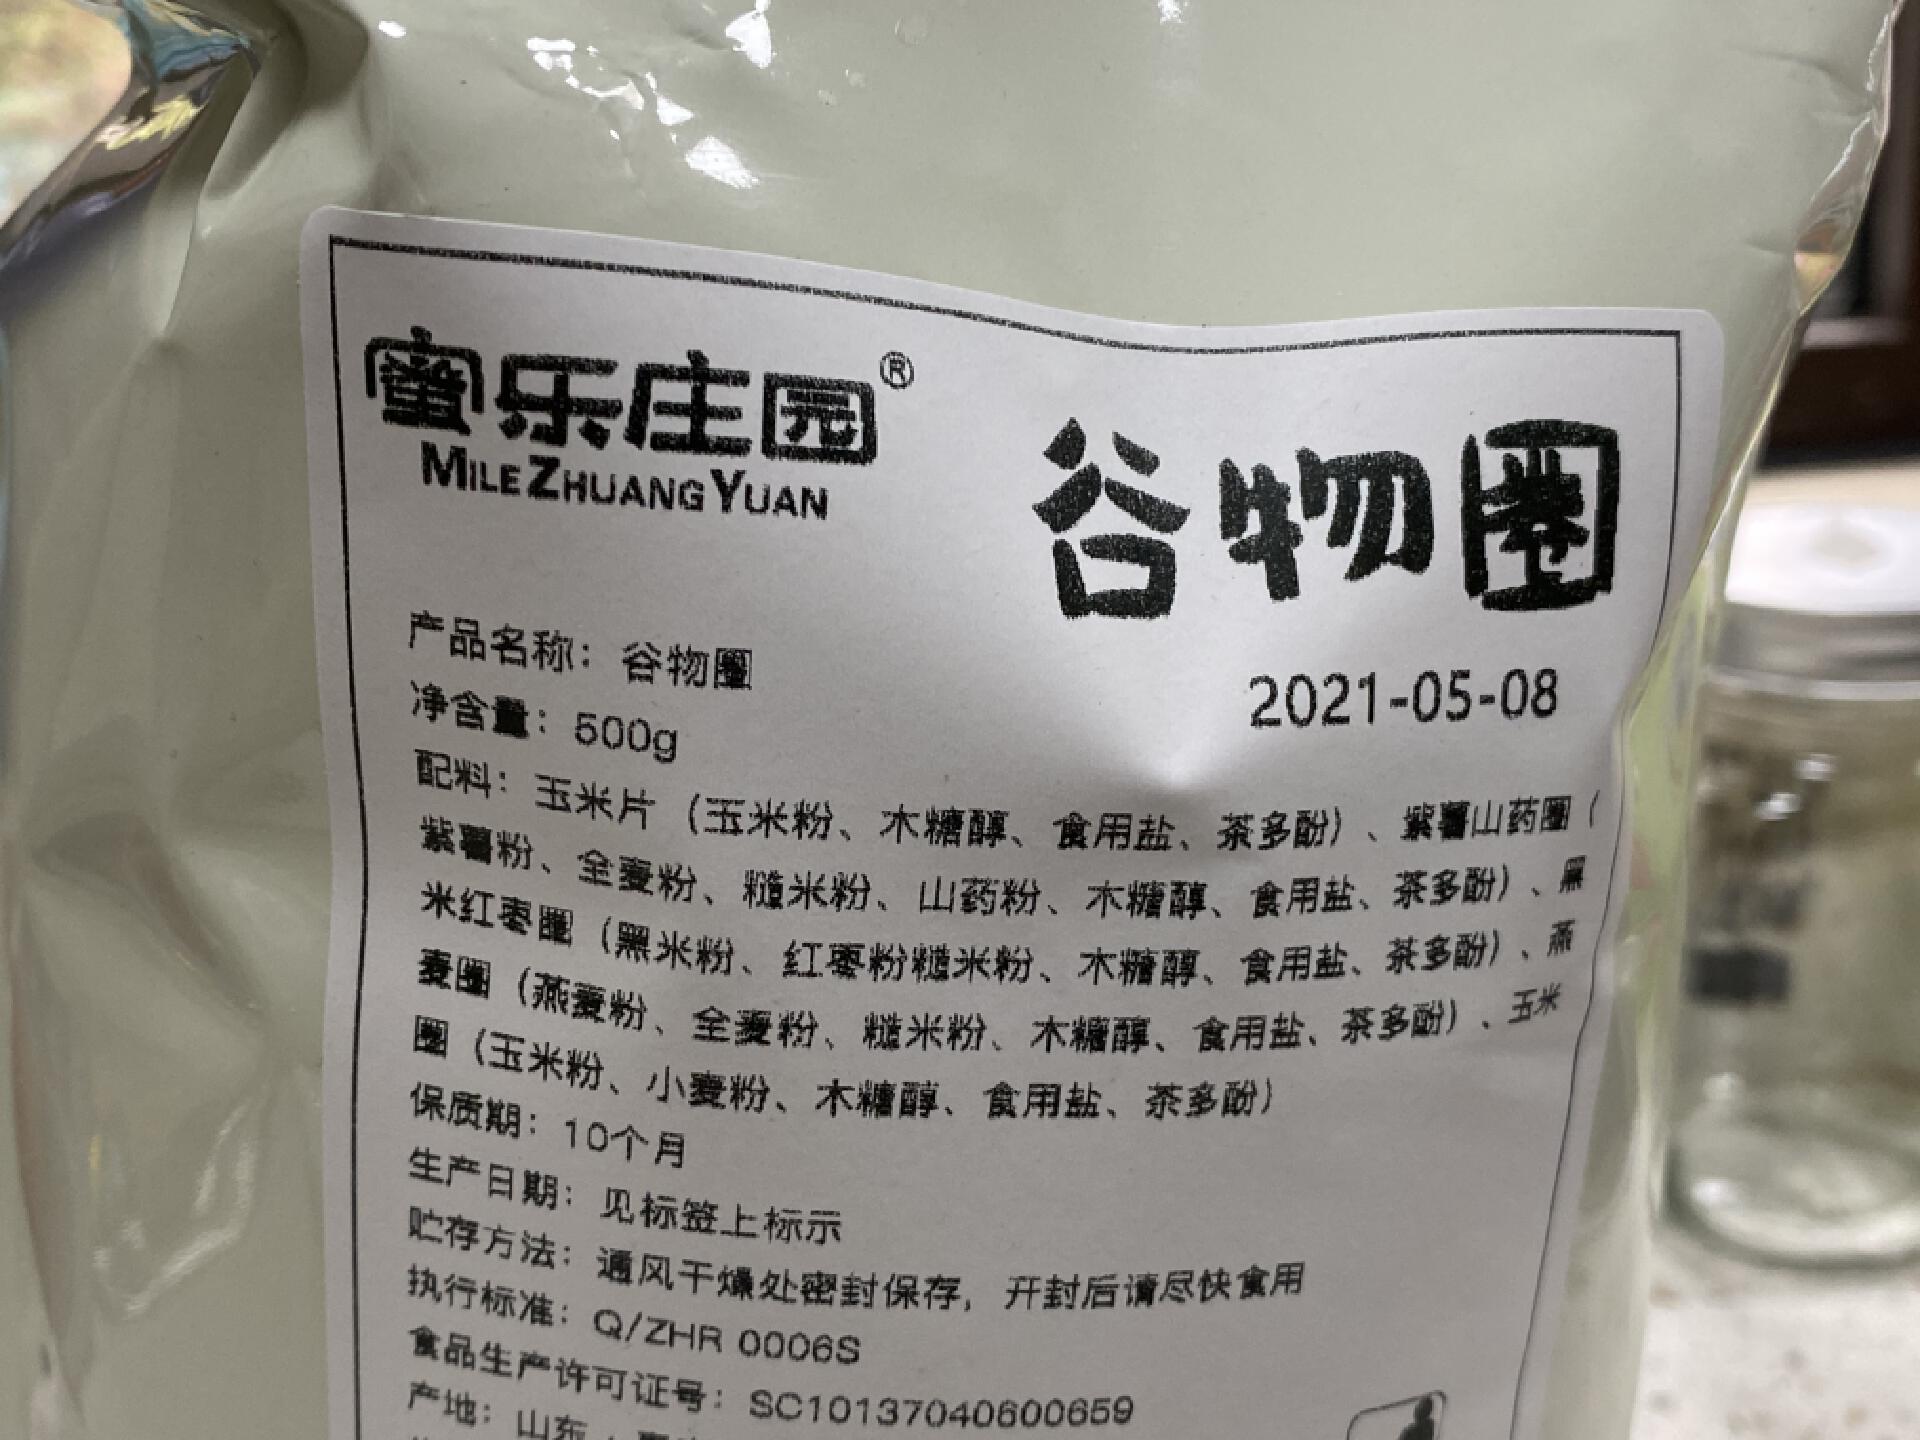 蜜乐庄园®
MILE ZHUANG YUAN
谷物圈
2021-05-08
产品名称：谷物圈
净含量：500g
配料：玉米片（玉米粉、木糖醇、食用盐、茶多酚）、紫薯山药圈（
紫薯粉、全麦粉、糙米粉、山药粉、木糖醇、食用盐、茶多酚）、黑
米红枣圈（黑米粉、红枣粉糙米粉、木糖醇、食用盐、茶多酚）、燕
麦圈（燕麦粉、全麦粉、糙米粉、木糖醇、食用盐、茶多酚）、玉米
圈（玉米粉、小麦粉、木糖醇、食用盐、茶多酚）
保质期：10个月
生产日期：见标签上标示
贮存方法：通风干燥处密封保存，开封后请尽快食用
执行标准：Q/ZHR 0006S
食品生产许可证号：SC10137040600659
产地：山东